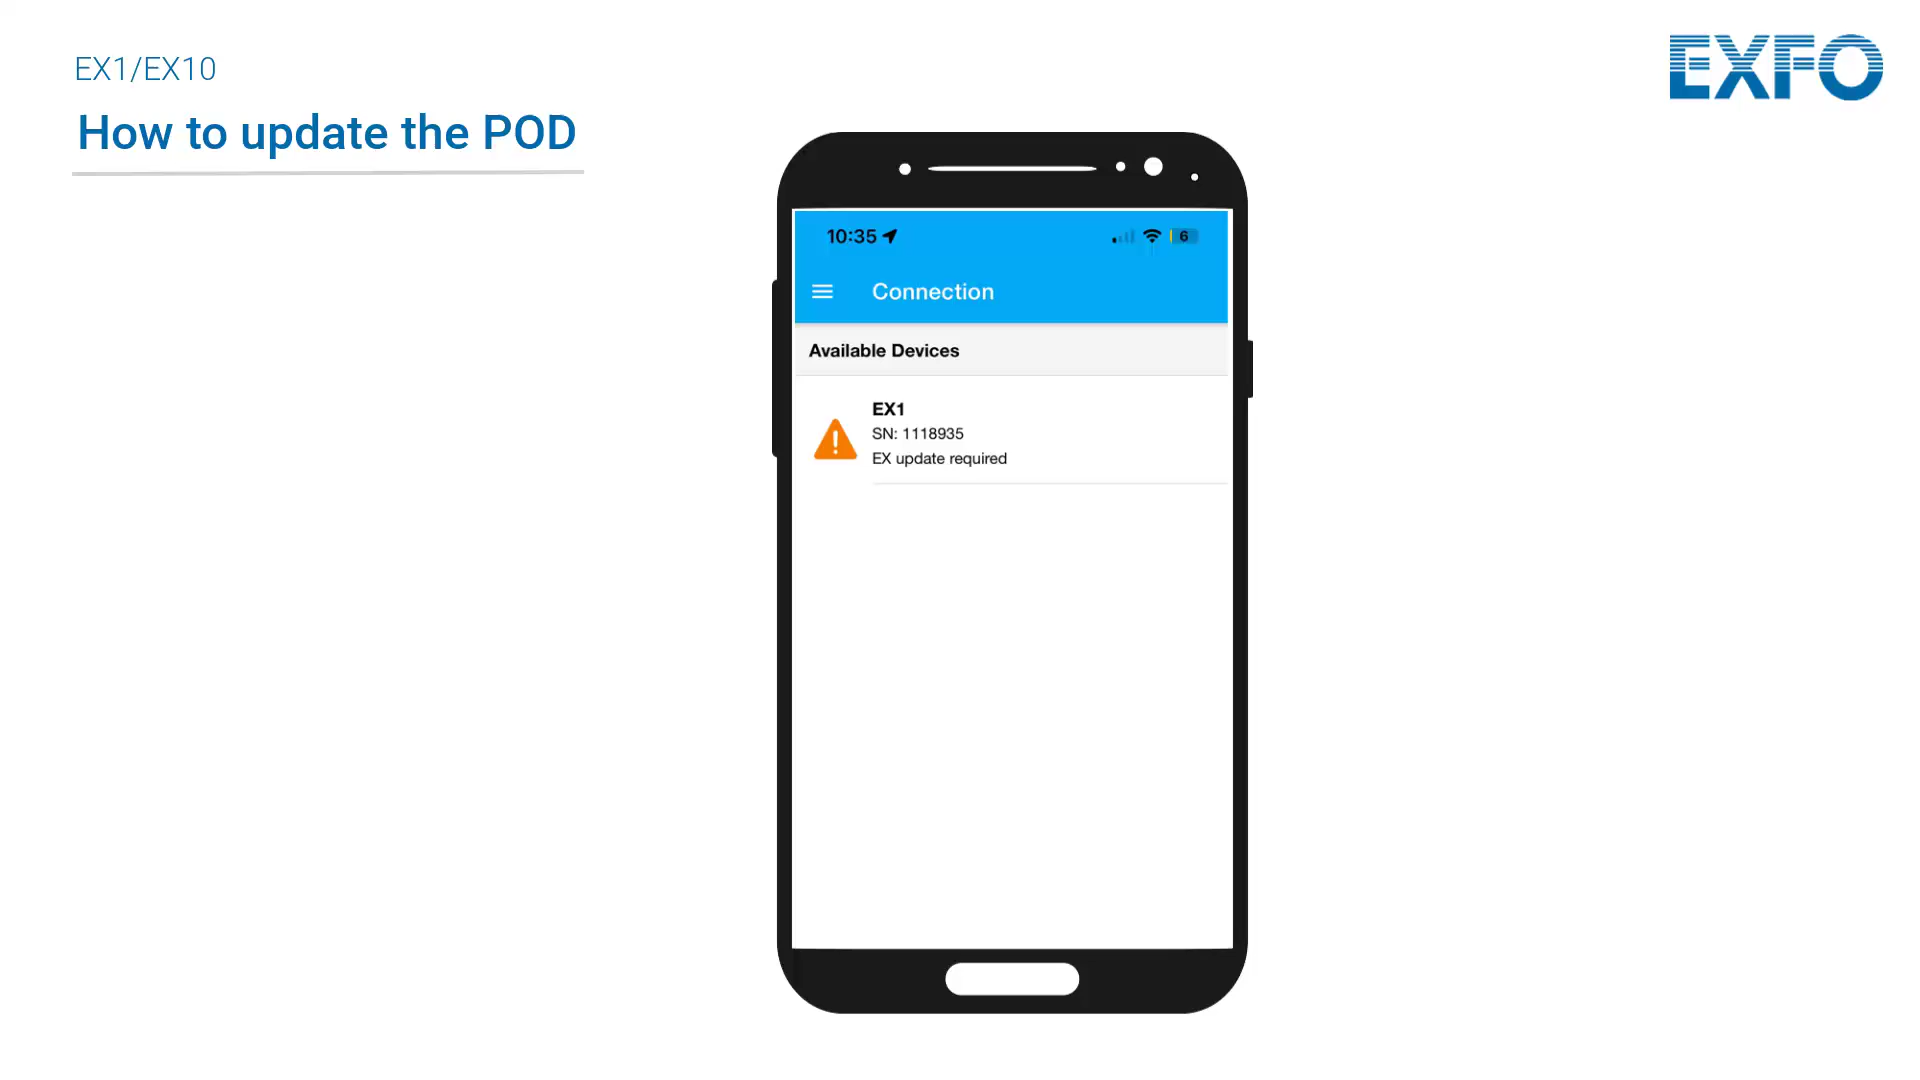 EX1/EX10
How to update the POD
EXFO
10:35
6
Connection
Available Devices
EX1
SN: 1118935
EX update required